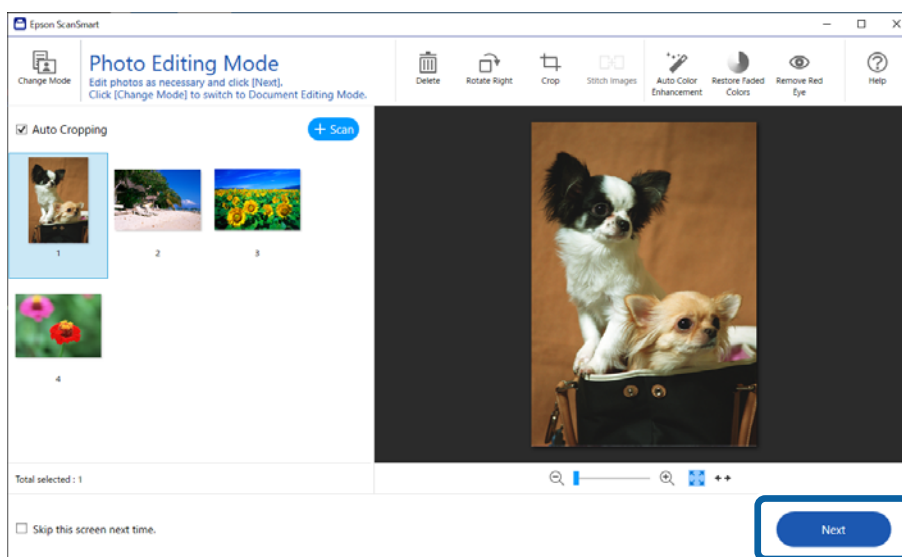 Epson ScanSmart
Change Mode
Photo Editing Mode
Edit photos as necessary and click [Next].
Click [Change Mode] to switch to Document Editing Mode.
Delete
Rotate Right
Crop
Stitch Images
Auto Color
Enhancement
Restore Faded
Colors
Remove Red
Eye
Help
Auto Cropping
+ Scan
1
2
3
4
Total selected : 1
Skip this screen next time.
Next